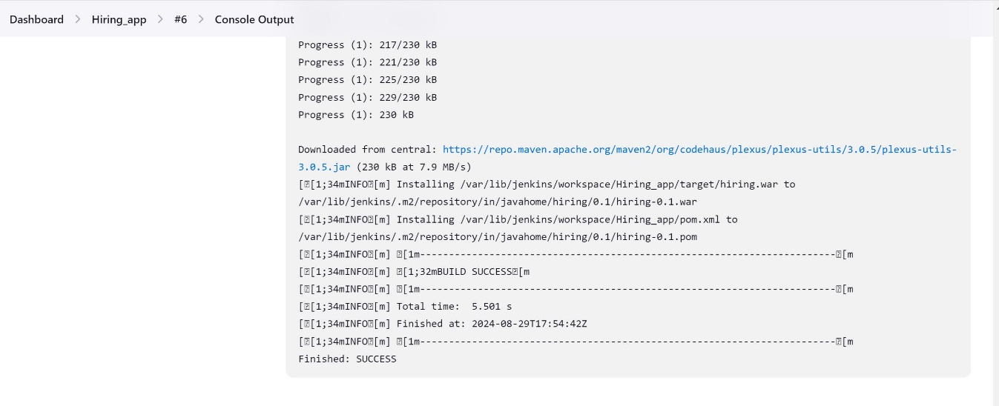 Dashboard > Hiring_app > #6 > Console Output
Progress (1): 217/230 kB
Progress (1): 221/230 kB
Progress (1): 225/230 kB
Progress (1): 229/230 kB
Progress (1): 230 kB
Downloaded from central: https://repo.maven.apache.org/maven2/org/codehaus/plexus/plexus-utils/3.0.5/plexus-utils-
3.0.5.jar (230 kB at 7.9 MB/s)
[␛[1;34mINFO␛[m] Installing /var/lib/jenkins/workspace/Hiring_app/target/hiring.war to
/var/lib/jenkins/.m2/repository/in/javahome/hiring/0.1/hiring-0.1.war
[␛[1;34mINFO␛[m] Installing /var/lib/jenkins/workspace/Hiring_app/pom.xml to
/var/lib/jenkins/.m2/repository/in/javahome/hiring/0.1/hiring-0.1.pom
[␛[1;34mINFO␛[m] ␛[1m------------------------------------------------------------------------␛[m
[␛[1;34mINFO␛[m] ␛[1;32mBUILD SUCCESS␛[m
[␛[1;34mINFO␛[m] ␛[1m------------------------------------------------------------------------␛[m
[␛[1;34mINFO␛[m] Total time:  5.501 s
[␛[1;34mINFO␛[m] Finished at: 2024-08-29T17:54:42Z
[␛[1;34mINFO␛[m] ␛[1m------------------------------------------------------------------------␛[m
Finished: SUCCESS